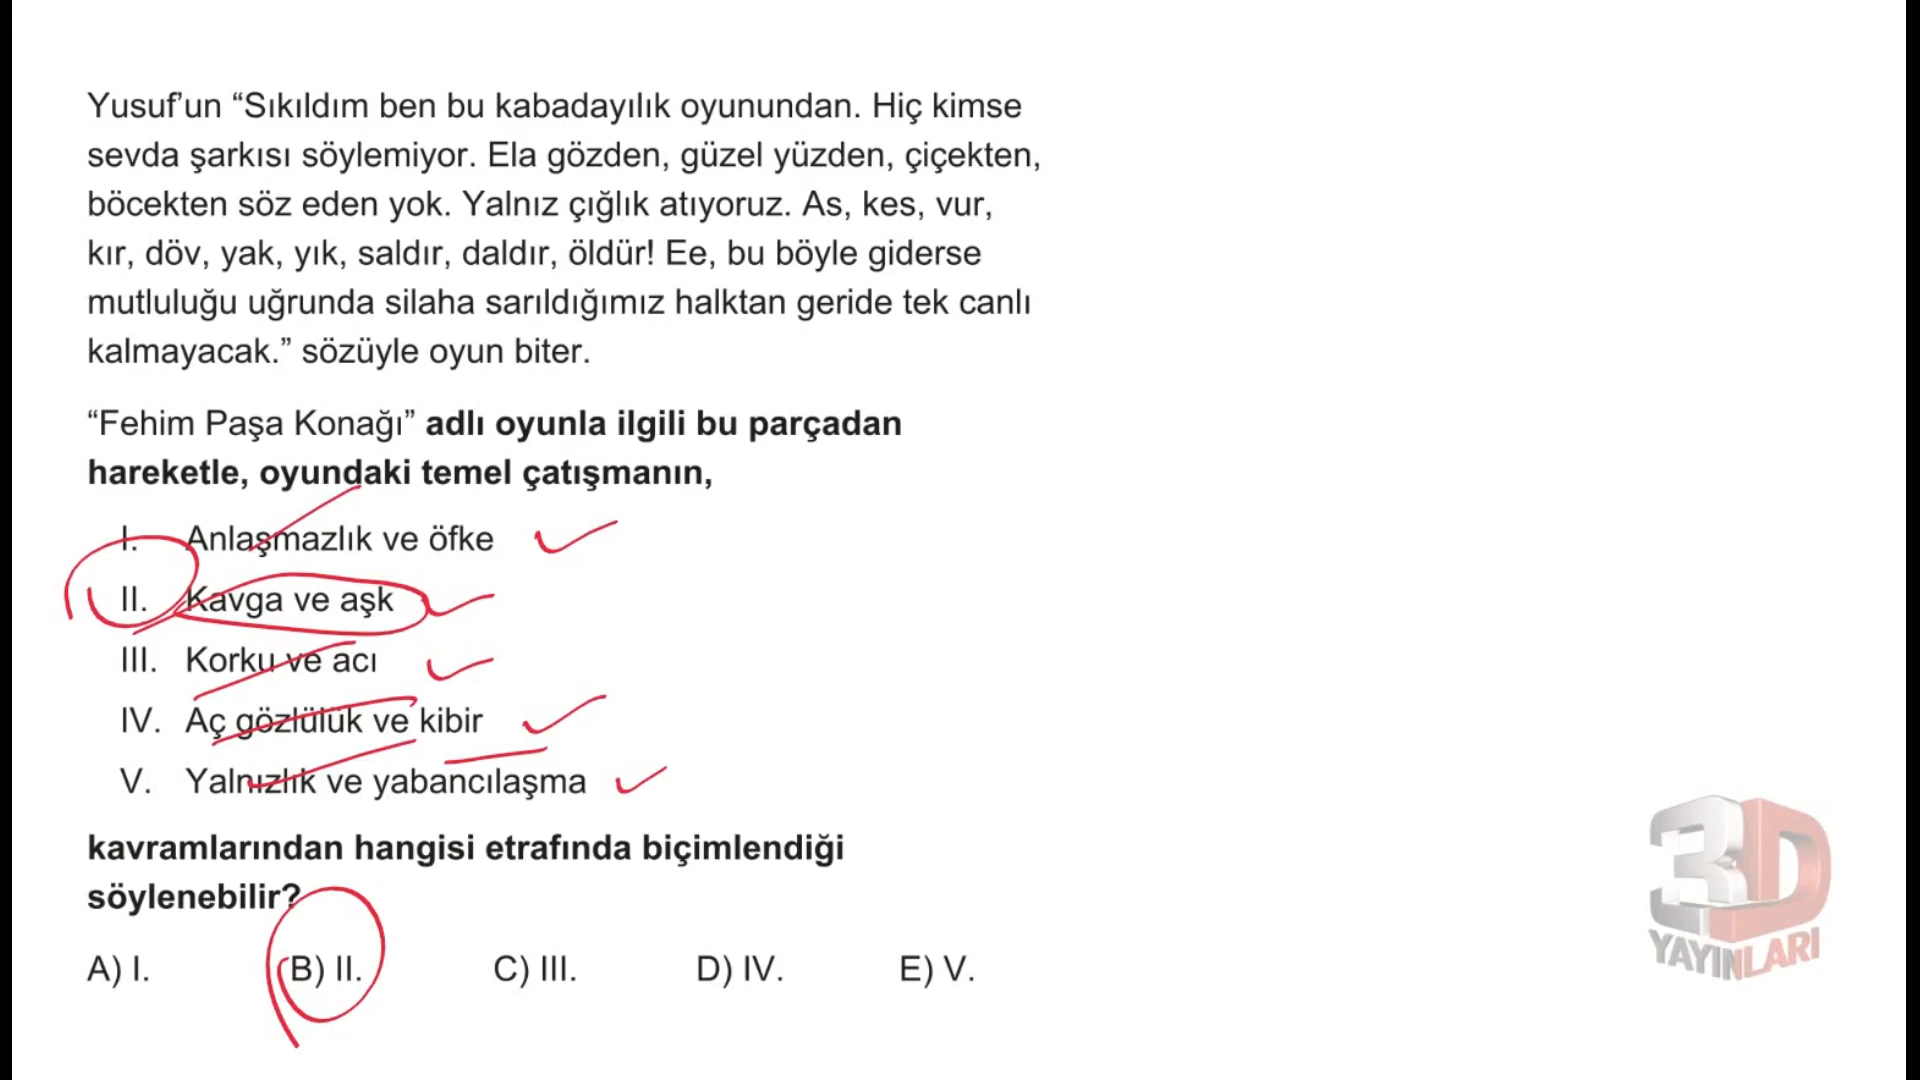 Yusuf’un “Sıkıldım ben bu kabadayılık oyunundan. Hiç kimse
sevda şarkısı söylemiyor. Ela gözden, güzel yüzden, çiçekten,
böcekten söz eden yok. Yalnız çığlık atıyoruz. As, kes, vur,
kır, döv, yak, yık, saldır, daldır, öldür! Ee, bu böyle giderse
mutluluğu uğrunda silaha sarıldığımız halktan geride tek canlı
kalmayacak.” sözüyle oyun biter.
“Fehim Paşa Konağı” adlı oyunla ilgili bu parçadan
hareketle, oyundaki temel çatışmanın,
I. Anlaşmazlık ve öfke
II. Kavga ve aşk
III. Korku ve acı
IV. Aç gözlülük ve kibir
V. Yalnızlık ve yabancılaşma
kavramlarından hangisi etrafında biçimlendiği
söylenebilir?
A) I. B) II. C) III. D) IV. E) V.
3D
YAYINLARI